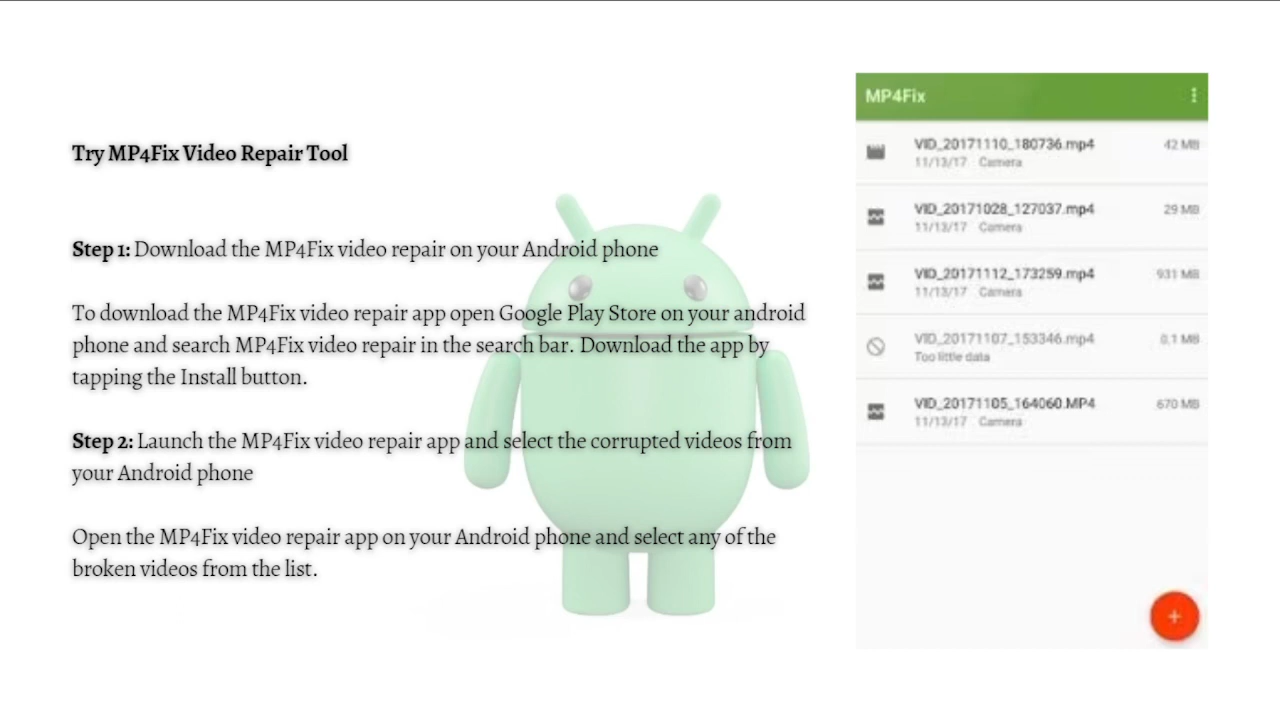 Try MP4Fix Video Repair Tool
Step 1: Download the MP4Fix video repair on your Android phone
To download the MP4Fix video repair app open Google Play Store on your android
phone and search MP4Fix video repair in the search bar. Download the app by
tapping the Install button.
Step 2: Launch the MP4Fix video repair app and select the corrupted videos from
your Android phone
Open the MP4Fix video repair app on your Android phone and select any of the
broken videos from the list.
MP4Fix
VID_20171110_180736.mp4 42 MB
11/13/17 Camera
VID_20171028_127037.mp4 29 MB
11/13/17 Camera
VID_20171112_173259.mp4 931 MB
11/13/17 Camera
VID_20171107_153346.mp4 0.1 MB
Too little data
VID_20171105_164060.MP4 670 MB
11/13/17 Camera
+